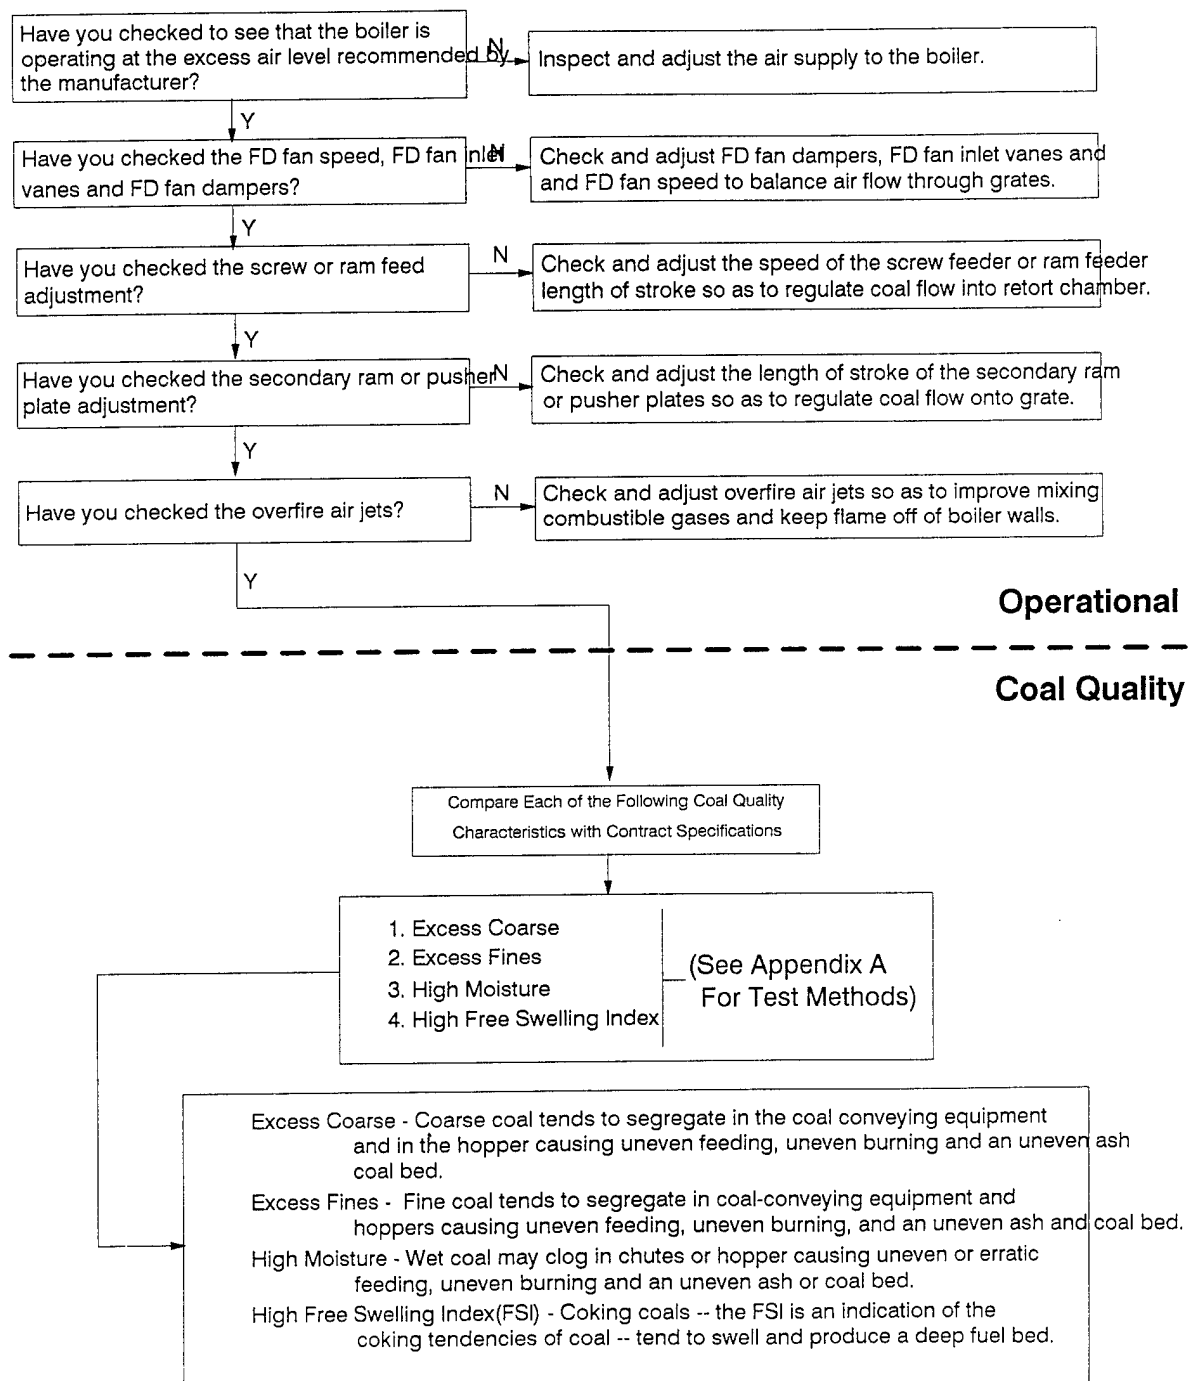 Have you checked to see that the boiler is
operating at the excess air level recommended by
the manufacturer?
N
Inspect and adjust the air supply to the boiler.
Y
Have you checked the FD fan speed, FD fan inlet
vanes and FD fan dampers?
N
Check and adjust FD fan dampers, FD fan inlet vanes and
and FD fan speed to balance air flow through grates.
Y
Have you checked the screw or ram feed
adjustment?
N
Check and adjust the speed of the screw feeder or ram feeder
length of stroke so as to regulate coal flow into retort chamber.
Y
Have you checked the secondary ram or pusher
plate adjustment?
N
Check and adjust the length of stroke of the secondary ram
or pusher plates so as to regulate coal flow onto grate.
Y
Have you checked the overfire air jets?
N
Check and adjust overfire air jets so as to improve mixing
combustible gases and keep flame off of boiler walls.
Y
Operational
Coal Quality
Compare Each of the Following Coal Quality
Characteristics with Contract Specifications
1. Excess Coarse
2. Excess Fines
3. High Moisture
4. High Free Swelling Index
(See Appendix A
For Test Methods)
Excess Coarse - Coarse coal tends to segregate in the coal conveying equipment
and in the hopper causing uneven feeding, uneven burning and an uneven ash
coal bed.
Excess Fines - Fine coal tends to segregate in coal-conveying equipment and
hoppers causing uneven feeding, uneven burning, and an uneven ash and coal bed.
High Moisture - Wet coal may clog in chutes or hopper causing uneven or erratic
feeding, uneven burning and an uneven ash or coal bed.
High Free Swelling Index(FSI) - Coking coals -- the FSI is an indication of the
coking tendencies of coal -- tend to swell and produce a deep fuel bed.